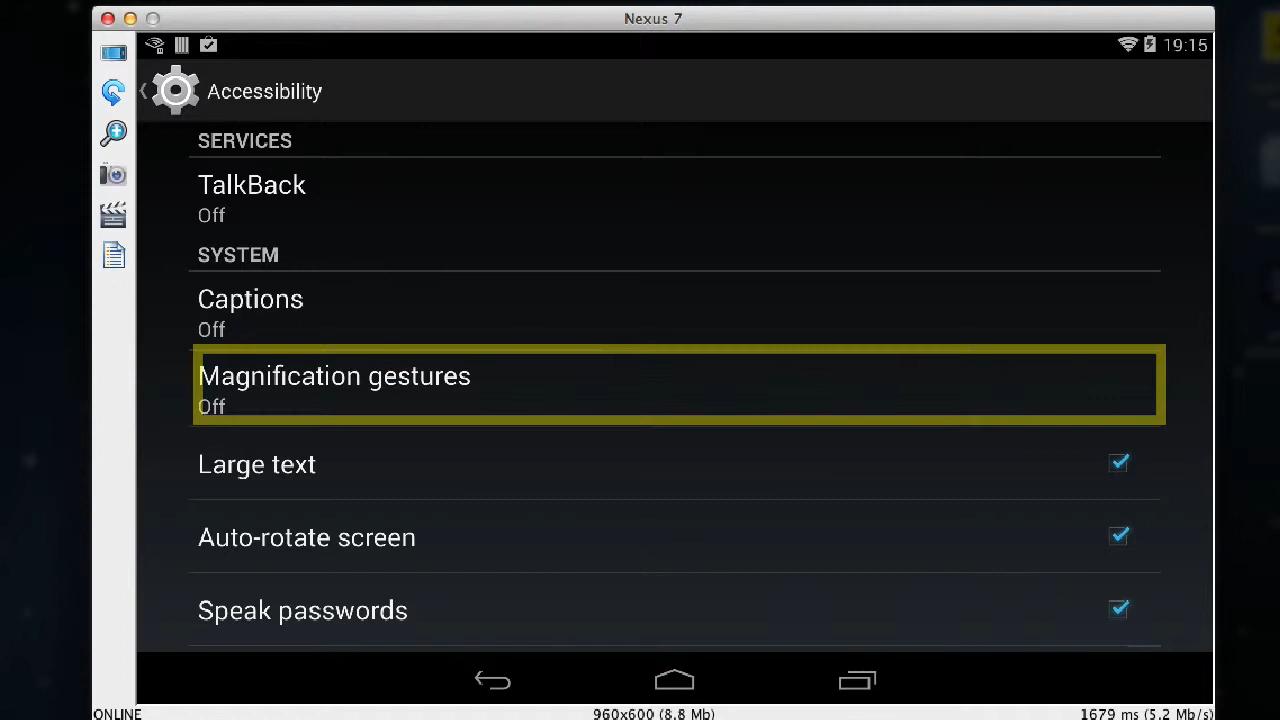 Nexus 7
19:15
Accessibility
SERVICES
TalkBack
Off
SYSTEM
Captions
Off
Magnification gestures
Off
Large text
Auto-rotate screen
Speak passwords
ONLINE
960x600 (8.8 Mb)
1679 ms (5.2 Mb/s)